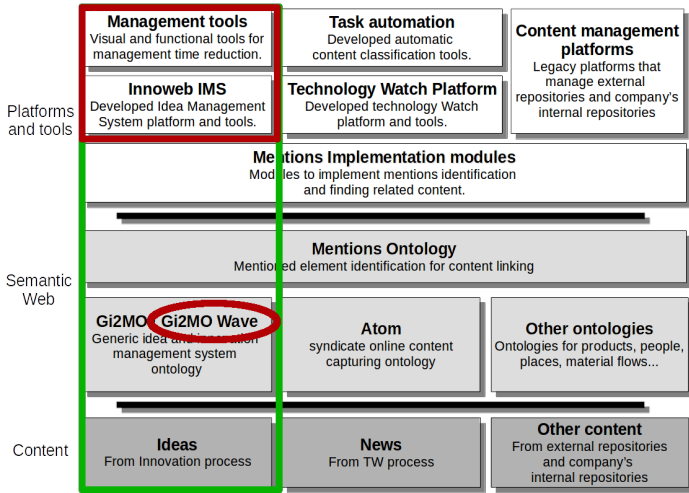 Management tools
Visual and functional tools for
management time reduction.
Task automation
Developed automatic
content classification tools.
Content management
platforms
Legacy platforms that
manage external
repositories and company's
internal repositories
Platforms
and tools
Innoweb IMS
Developed Idea Management
System platform and tools.
Technology Watch Platform
Developed technology Watch
platform and tools.
Mentions Implementation modules
Modules to implement mentions identification
and finding related content.
Semantic
Web
Mentions Ontology
Mentioned element identification for content linking
Gi2MO Gi2MO Wave
Generic idea and innovation
management system
ontology
Atom
syndicate online content
capturing ontology
Other ontologies
Ontologies for products, people,
places, material flows...
Content
Ideas
From Innovation process
News
From TW process
Other content
From external repositories
and company's
internal repositories